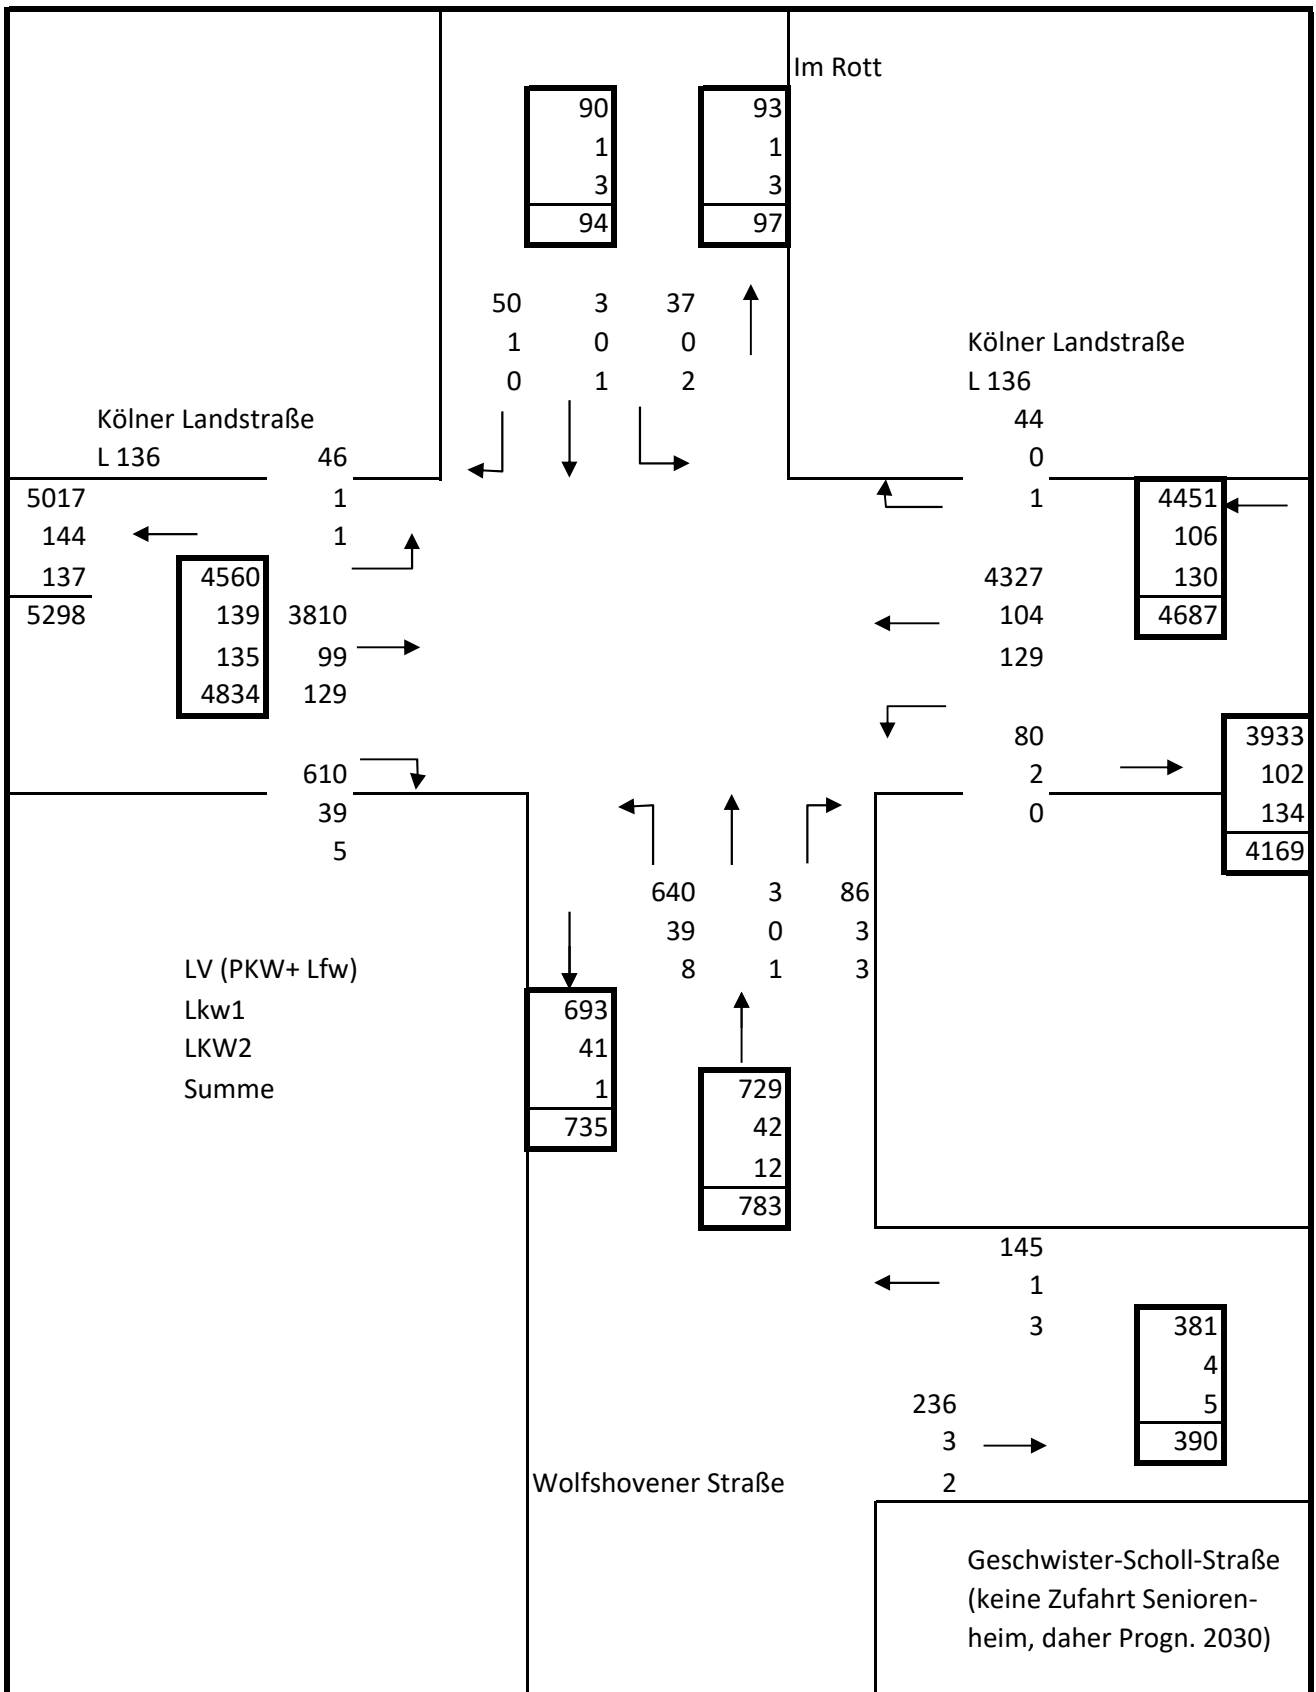 Im Rott
90 93
1 1
3 3
94 97
50 3 37
1 0 0
0 1 2
Kölner Landstraße
L 136
44
0
1
Kölner Landstraße
L 136 46
1
1
5017
144
137
5298
4560
139
135
4834
3810
99
129
610
39
5
4451
106
130
4687
4327
104
129
80
2
0
3933
102
134
4169
640 3 86
39 0 3
8 1 3
LV (PKW+ Lfw)
Lkw1
LKW2
Summe
693
41
1
735
729
42
12
783
145
1
3
381
4
5
390
236
3
2
Wolfshovener Straße
Geschwister-Scholl-Straße
(keine Zufahrt Senioren-
heim, daher Progn. 2030)